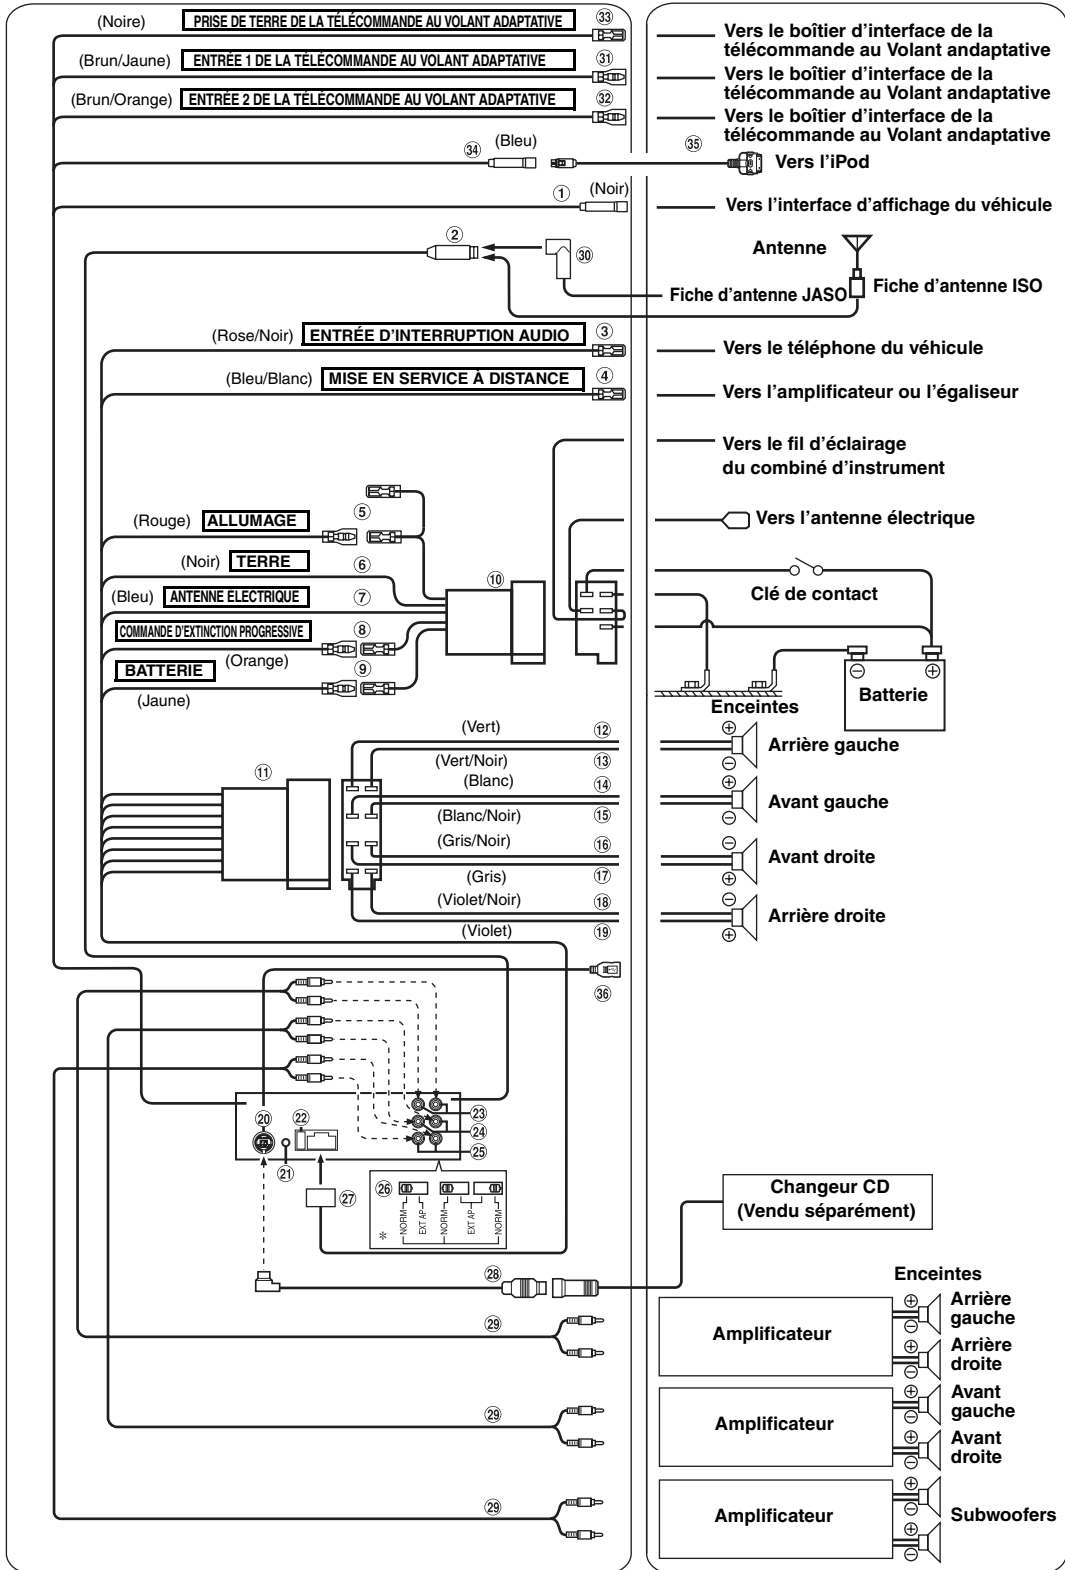 (Noire) PRISE DE TERRE DE LA TÉLÉCOMMANDE AU VOLANT ADAPTATIVE 33
Vers le boîtier d’interface de la
télécommande au Volant andaptative
(Brun/Jaune) ENTRÉE 1 DE LA TÉLÉCOMMANDE AU VOLANT ADAPTATIVE 31
Vers le boîtier d’interface de la
télécommande au Volant andaptative
(Brun/Orange) ENTRÉE 2 DE LA TÉLÉCOMMANDE AU VOLANT ADAPTATIVE 32
Vers le boîtier d’interface de la
télécommande au Volant andaptative
34 (Bleu) 35
Vers l’iPod
1 (Noir)
Vers l’interface d’affichage du véhicule
2
30
Antenne
Fiche d’antenne JASO
Fiche d’antenne ISO
(Rose/Noir) ENTRÉE D’INTERRUPTION AUDIO 3
Vers le téléphone du véhicule
(Bleu/Blanc) MISE EN SERVICE À DISTANCE 4
Vers l’amplificateur ou l’égaliseur
Vers le fil d’éclairage
du combiné d’instrument
5
(Rouge) ALLUMAGE
Vers l’antenne électrique
(Noir) TERRE 6
10
Clé de contact
(Bleu) ANTENNE ÉLECTRIQUE 7
COMMANDE D’EXTINCTION PROGRESSIVE 8
(Orange)
BATTERIE 9
(Jaune)
Batterie
Enceintes
(Vert) 12
Arrière gauche
(Vert/Noir) 13
11
(Blanc) 14
Avant gauche
(Blanc/Noir) 15
(Gris/Noir) 16
Avant droite
(Gris) 17
(Violet/Noir) 18
Arrière droite
(Violet) 19
36
20
21
22
23
24
25
26
NORM
EXT AP
NORM
EXT AP
NORM
*
27
Changeur CD
(Vendu séparément)
28
Enceintes
29
Amplificateur
Arrière
gauche
Arrière
droite
29
Amplificateur
Avant
gauche
Avant
droite
29
Amplificateur
Subwoofers